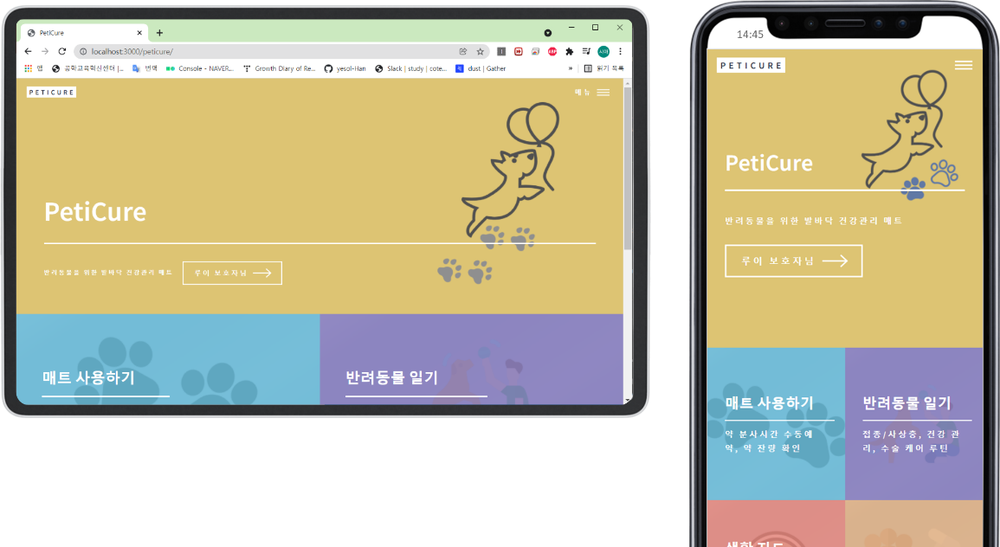 PetiCure
localhost:3000/peticure/
앱
공학교육혁신센터 |...
번역
Console - NAVER...
Growth Diary of Re...
yesol-Han
Slack | study | cote...
dust | Gather
»
읽기 목록
PETICURE
메뉴
PetiCure
반려동물을 위한 발바닥 건강관리 매트
루이 보호자님
매트 사용하기
반려동물 일기
14:45
PETICURE
PetiCure
반려동물을 위한 발바닥 건강관리 매트
루이 보호자님
매트 사용하기
약 분사시간 수동예
약, 약 잔량 확인
반려동물 일기
접종/사상충, 건강 관
리, 수술 케어 루틴